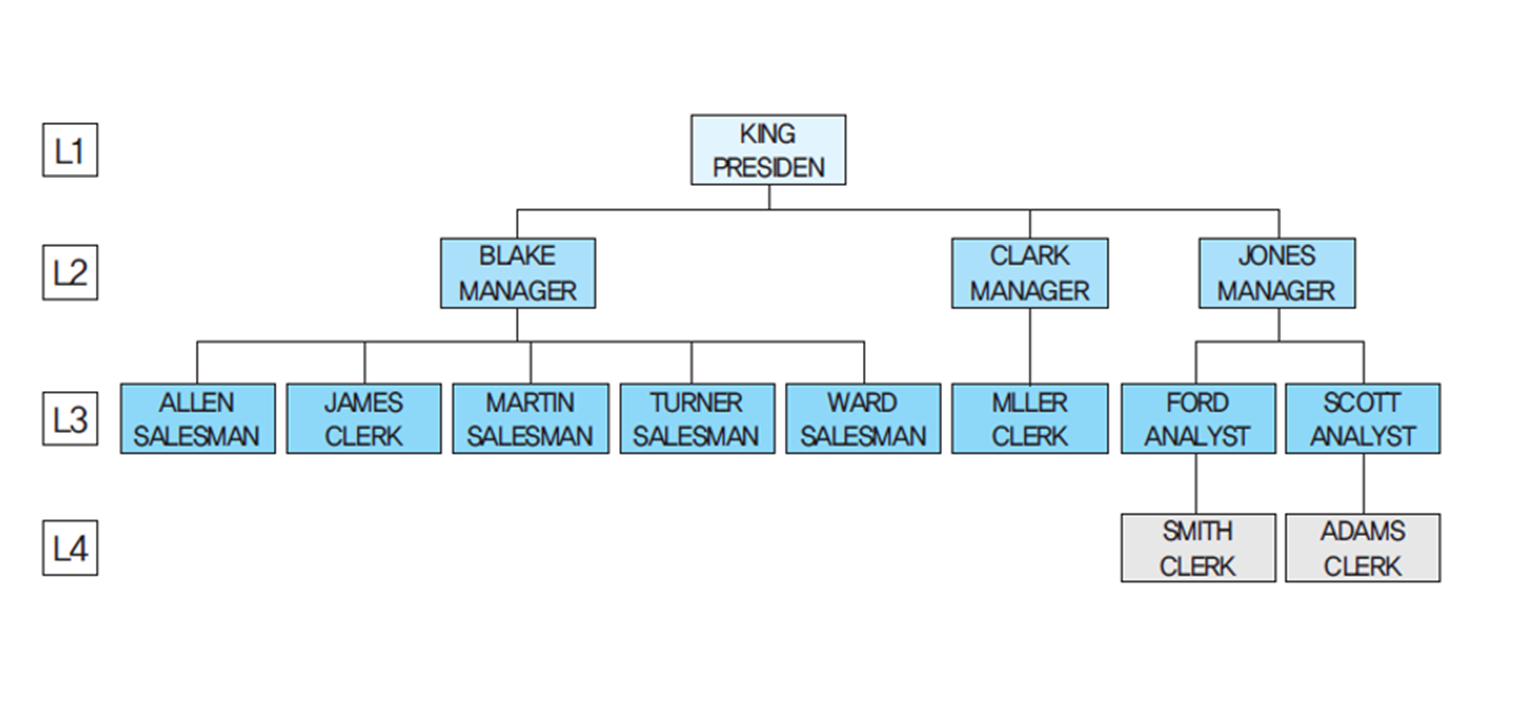 L1
KING
PRESIDEN
L2
BLAKE
MANAGER
CLARK
MANAGER
JONES
MANAGER
L3
ALLEN
SALESMAN
JAMES
CLERK
MARTIN
SALESMAN
TURNER
SALESMAN
WARD
SALESMAN
MLLER
CLERK
FORD
ANALYST
SCOTT
ANALYST
L4
SMITH
CLERK
ADAMS
CLERK